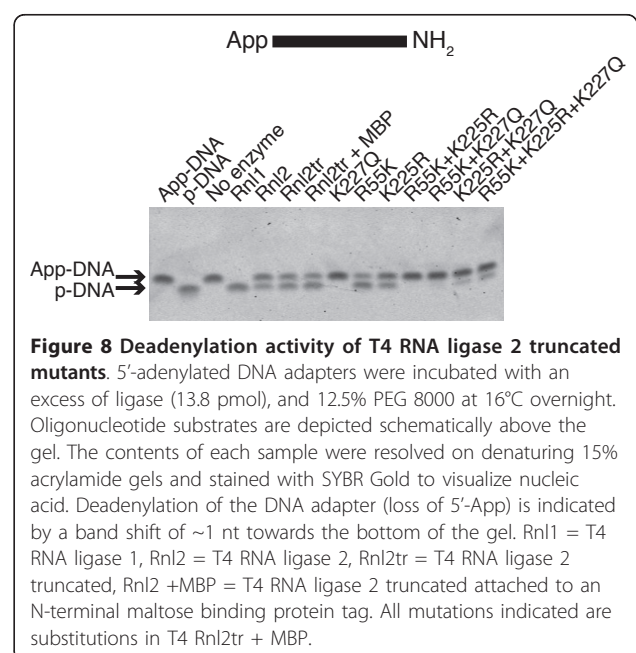 App NH2
App-DNA
p-DNA
No enzyme
Rnl1
Rnl2
Rnl2tr
Rnl2tr + MBP
K227Q
R55K
K225R
R55K+K225R
R55K+K227Q
K225R+K227Q
R55K+K225R+K227Q
App-DNA
p-DNA
Figure 8 Deadenylation activity of T4 RNA ligase 2 truncated
mutants. 5′-adenylated DNA adapters were incubated with an
excess of ligase (13.8 pmol), and 12.5% PEG 8000 at 16°C overnight.
Oligonucleotide substrates are depicted schematically above the
gel. The contents of each sample were resolved on denaturing 15%
acrylamide gels and stained with SYBR Gold to visualize nucleic
acid. Deadenylation of the DNA adapter (loss of 5′-App) is indicated
by a band shift of ~1 nt towards the bottom of the gel. Rnl1 = T4
RNA ligase 1, Rnl2 = T4 RNA ligase 2, Rnl2tr = T4 RNA ligase 2
truncated, Rnl2 +MBP = T4 RNA ligase 2 truncated attached to an
N-terminal maltose binding protein tag. All mutations indicated are
substitutions in T4 Rnl2tr + MBP.